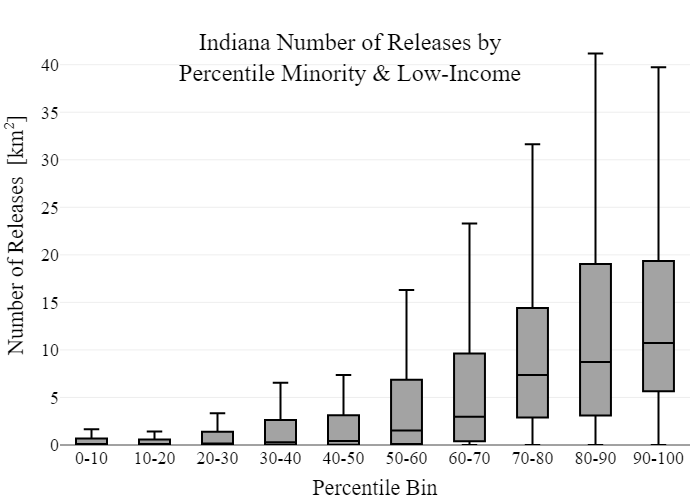 Indiana Number of Releases by
Percentile Minority & Low-Income
Number of Releases [km²]
40
35
30
25
20
15
10
5
0
0-10 10-20 20-30 30-40 40-50 50-60 60-70 70-80 80-90 90-100
Percentile Bin